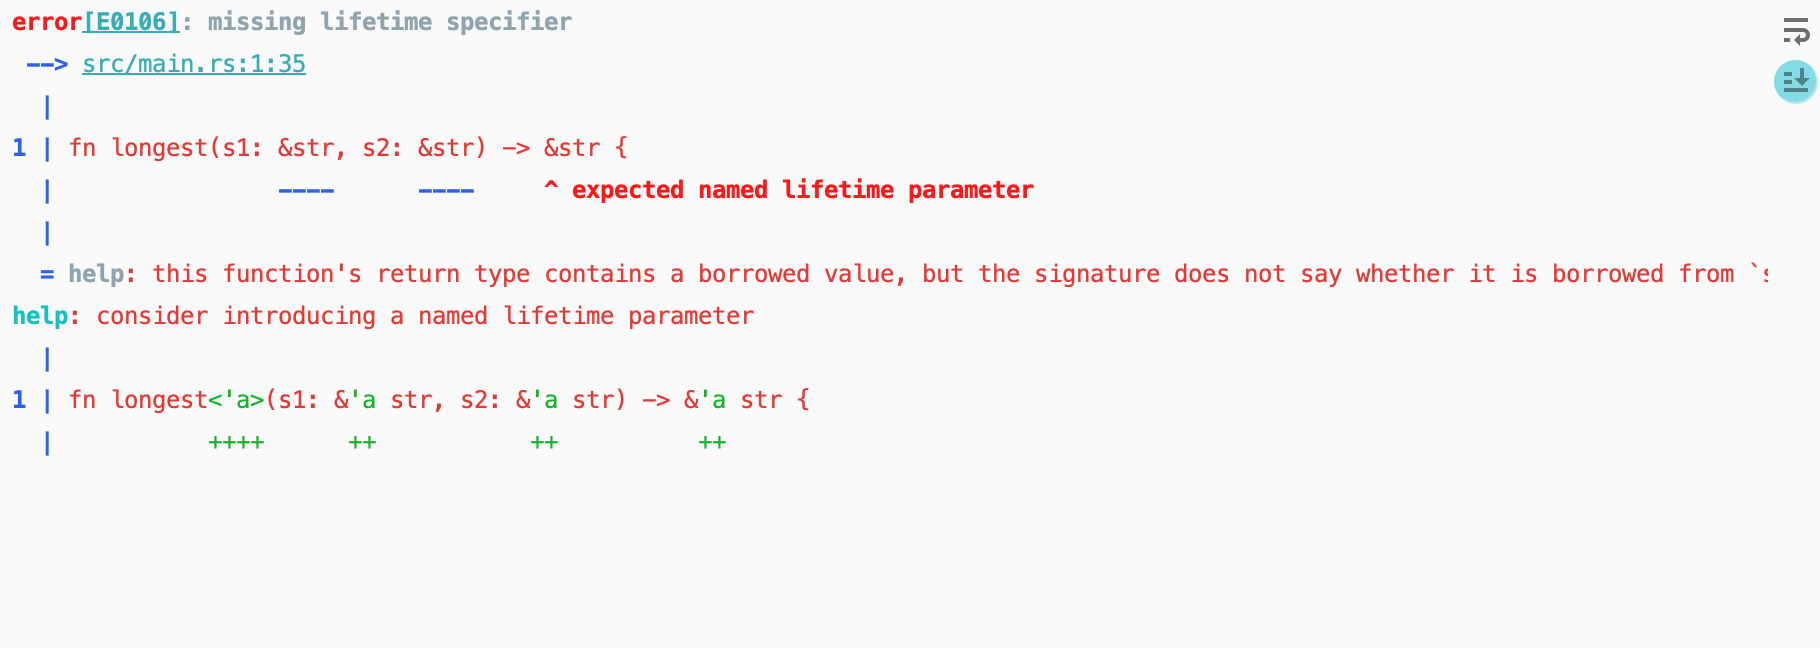 error[E0106]: missing lifetime specifier
 --> src/main.rs:1:35
  |
1 | fn longest(s1: &str, s2: &str) -> &str {
  |                ----      ----     ^ expected named lifetime parameter
  |
  = help: this function's return type contains a borrowed value, but the signature does not say whether it is borrowed from `
help: consider introducing a named lifetime parameter
  |
1 | fn longest<'a>(s1: &'a str, s2: &'a str) -> &'a str {
  |           ++++      ++           ++          ++